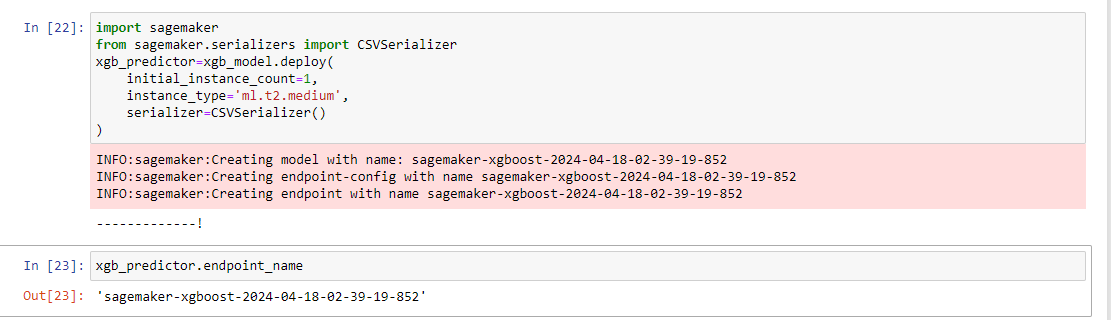 In [22]: import sagemaker
from sagemaker.serializers import CSVSerializer
xgb_predictor=xgb_model.deploy(
    initial_instance_count=1,
    instance_type='ml.t2.medium',
    serializer=CSVSerializer()
)
INFO:sagemaker:Creating model with name: sagemaker-xgboost-2024-04-18-02-39-19-852
INFO:sagemaker:Creating endpoint-config with name sagemaker-xgboost-2024-04-18-02-39-19-852
INFO:sagemaker:Creating endpoint with name sagemaker-xgboost-2024-04-18-02-39-19-852
-------------!
In [23]: xgb_predictor.endpoint_name
Out[23]: 'sagemaker-xgboost-2024-04-18-02-39-19-852'